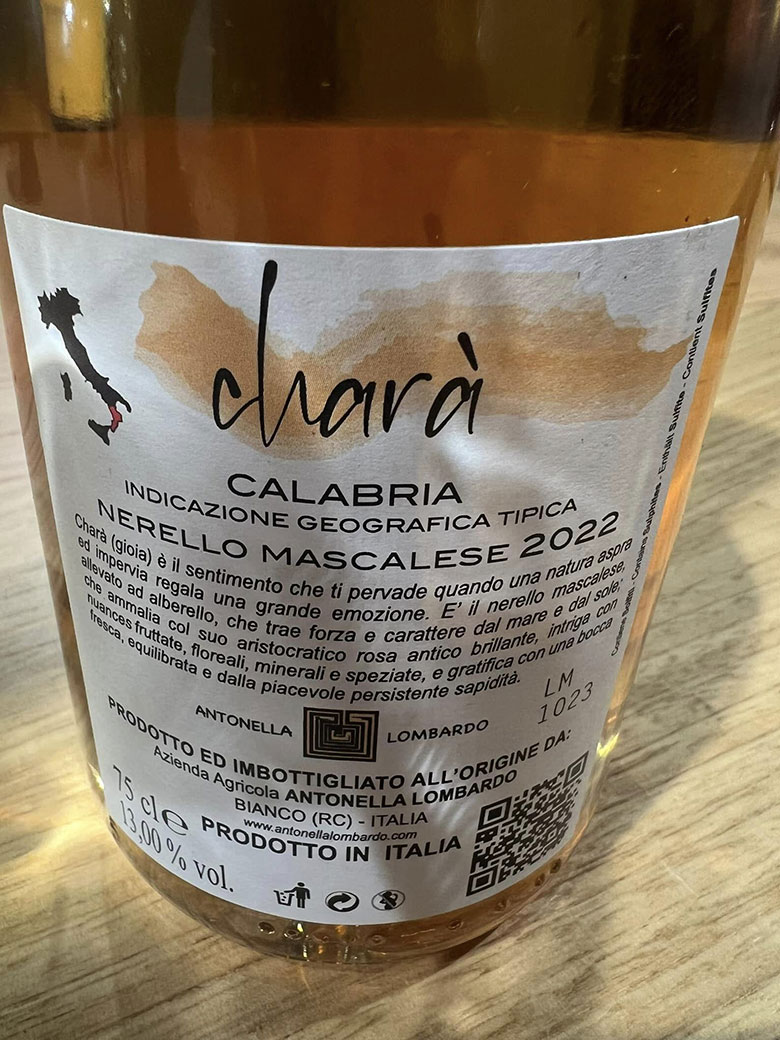 charà
CALABRIA
INDICAZIONE GEOGRAFICA TIPICA
NERELLO MASCALESE 2022
Charà (gioia) è il sentimento che ti pervade quando una natura aspra
ed impervia regala una grande emozione. E' il nerello mascalese,
allevato ad alberello, che trae forza e carattere dal mare e dal sole,
che ammalia col suo aristocratico rosa antico brillante, intriga con
nuances fruttate, floreali, minerali e speziate, e gratifica con una bocca
fresca, equilibrata e dalla piacevole persistente sapidità.
LM
1023
ANTONELLA LOMBARDO
PRODOTTO ED IMBOTTIGLIATO ALL'ORIGINE DA:
Azienda Agricola ANTONELLA LOMBARDO
BIANCO (RC) - ITALIA
www.antonellalombardo.com
PRODOTTO IN ITALIA
75 cl e
13,00 % vol.
Contiene Solfiti - Contains Sulphites - Enthält Sulfite - Contient Sulfites